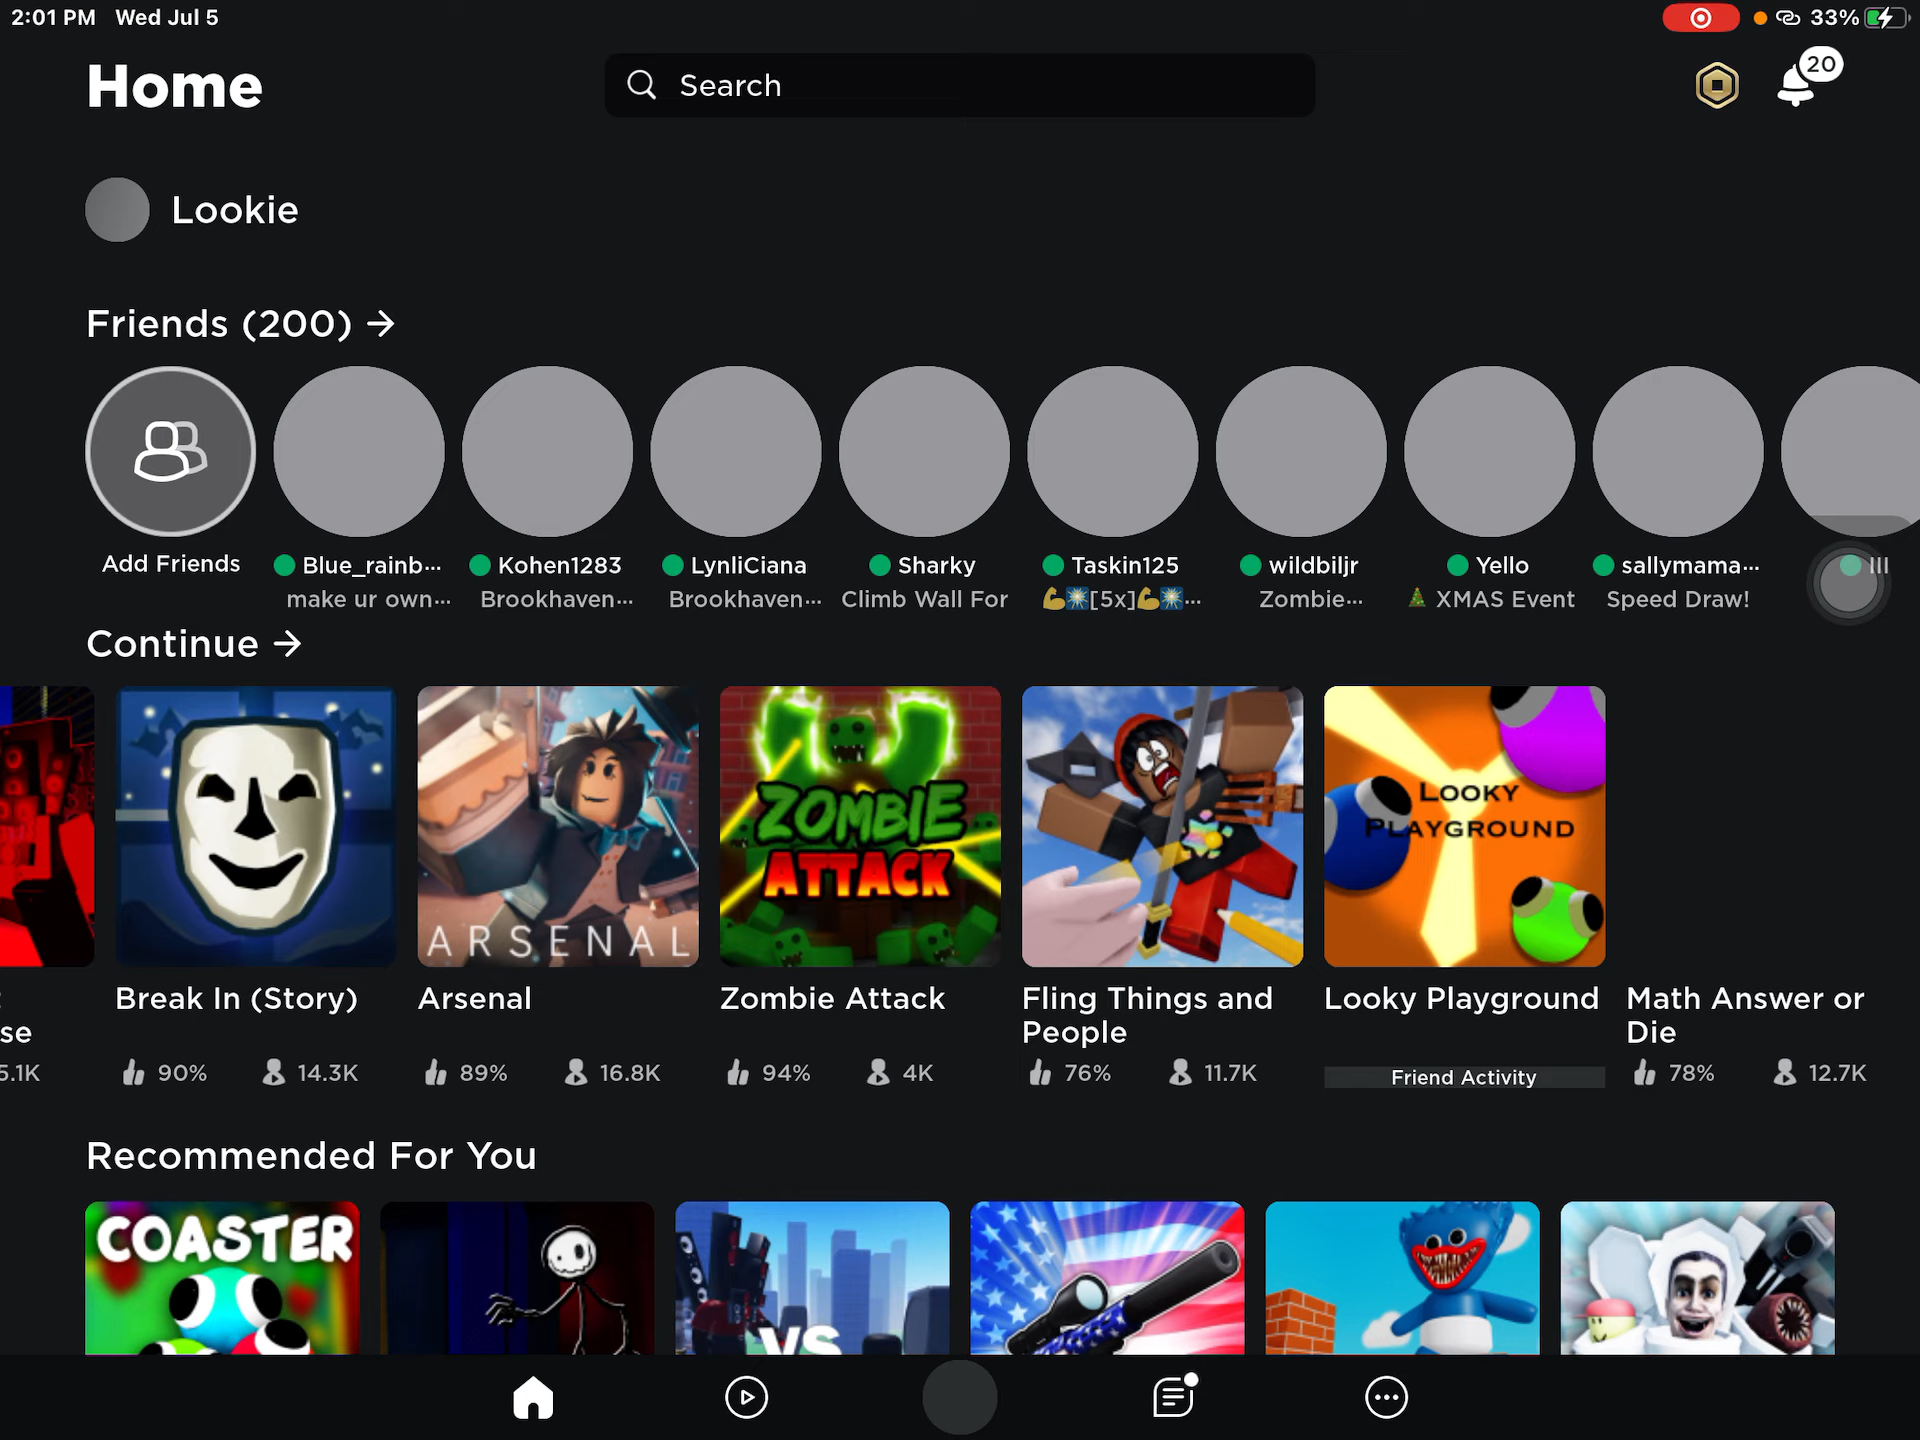 2:01 PM Wed Jul 5
33%
Home
Search
20
Lookie
Friends (200) →
Add Friends
Blue_rainb...
make ur own...
Kohen1283
Brookhaven...
LynliCiana
Brookhaven...
Sharky
Climb Wall For
Taskin125
💪🎇[5x]💪🎇...
wildbiljr
Zombie...
Yello
🎄 XMAS Event
sallymama...
Speed Draw!
Continue →
se
5.1K
Break In (Story)
90% 14.3K
ARSENAL
Arsenal
89% 16.8K
ZOMBIE
ATTACK
Zombie Attack
94% 4K
Fling Things and
People
76% 11.7K
LOOKY
PLAYGROUND
Looky Playground
Friend Activity
Math Answer or
Die
78% 12.7K
Recommended For You
COASTER
VS